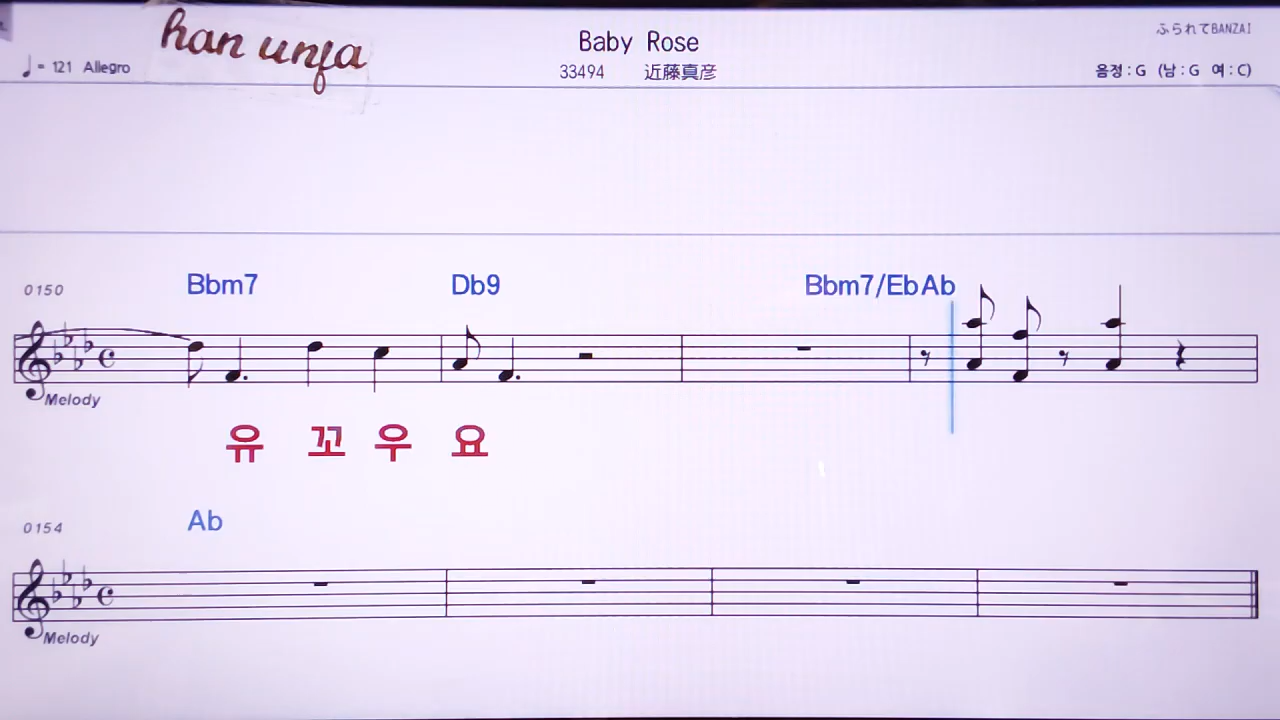 han unfa
Baby Rose
ふられてBANZAI
♩= 121 Allegro
33494 近藤真彦
음정 : G (남 : G 여 : C)
0150
Bbm7 Db9 Bbm7/Eb Ab
Melody
유 꼬 우 요
0154
Ab
Melody